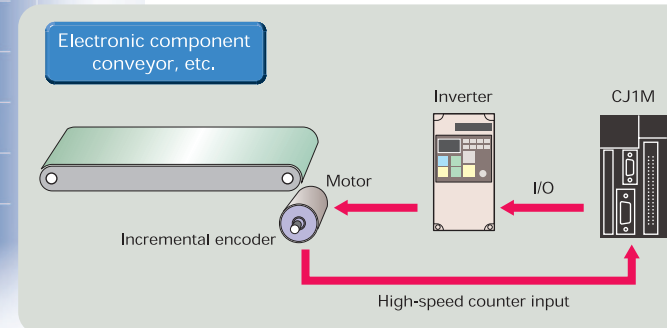 Electronic component
conveyor, etc.
Inverter
CJ1M
Motor
I/O
Incremental encoder
High-speed counter input